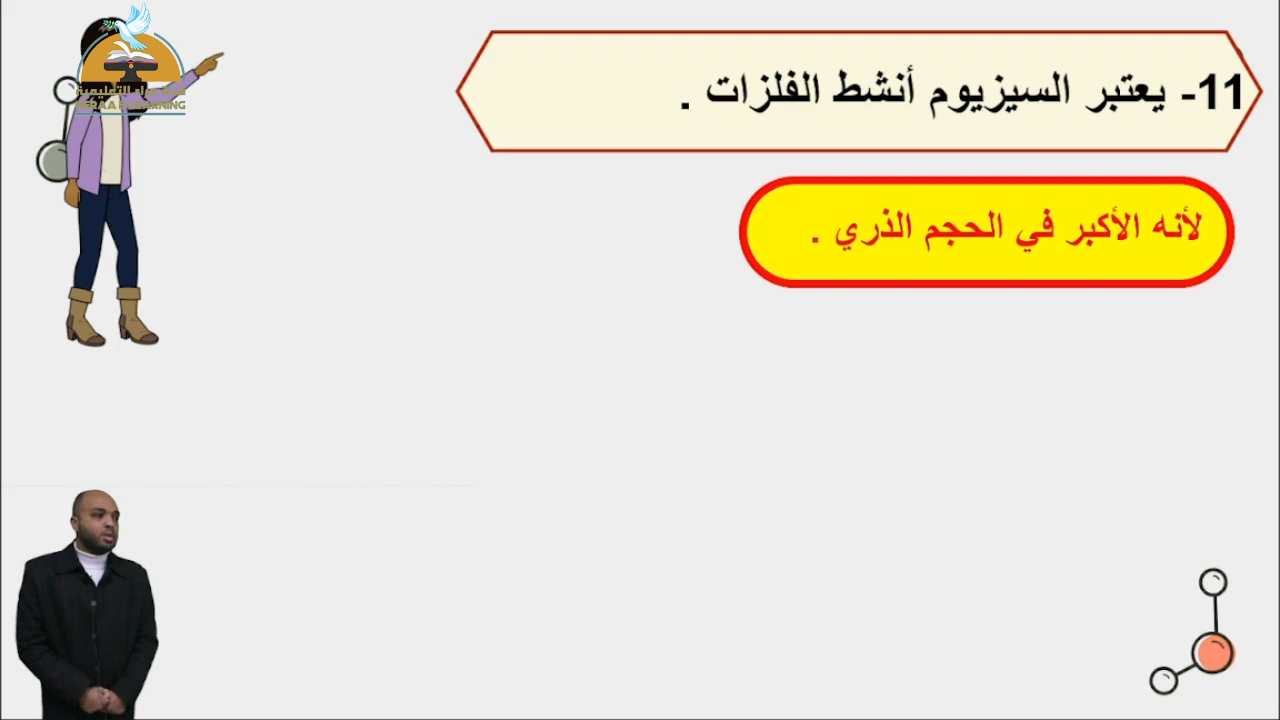 11- يعتبر السيزيوم أنشط الفلزات .
لأنه الأكبر في الحجم الذري .